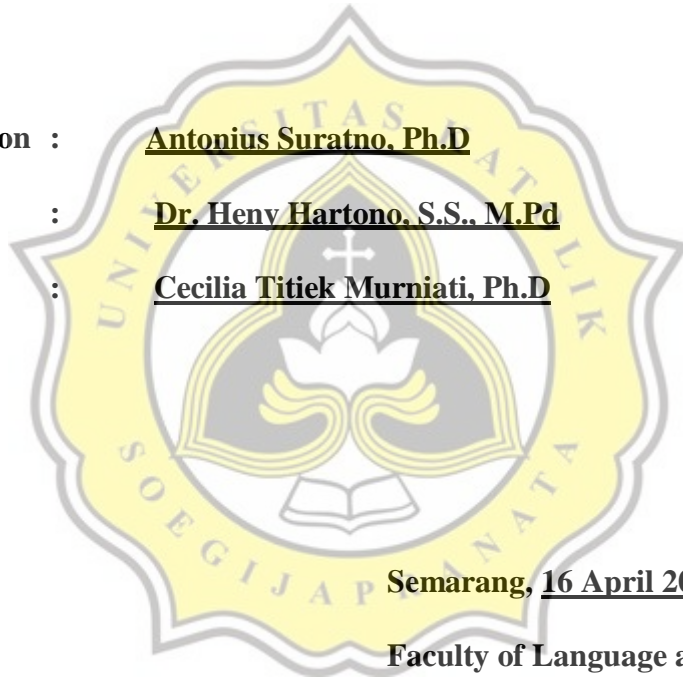 on : Antonius Suratno, Ph.D
: Dr. Heny Hartono, S.S., M.Pd
: Cecilia Titiek Murniati, Ph.D
UNIVERSITAS KATOLIK
SOEGIJAPRANATA
Semarang, 16 April 20
Faculty of Language a